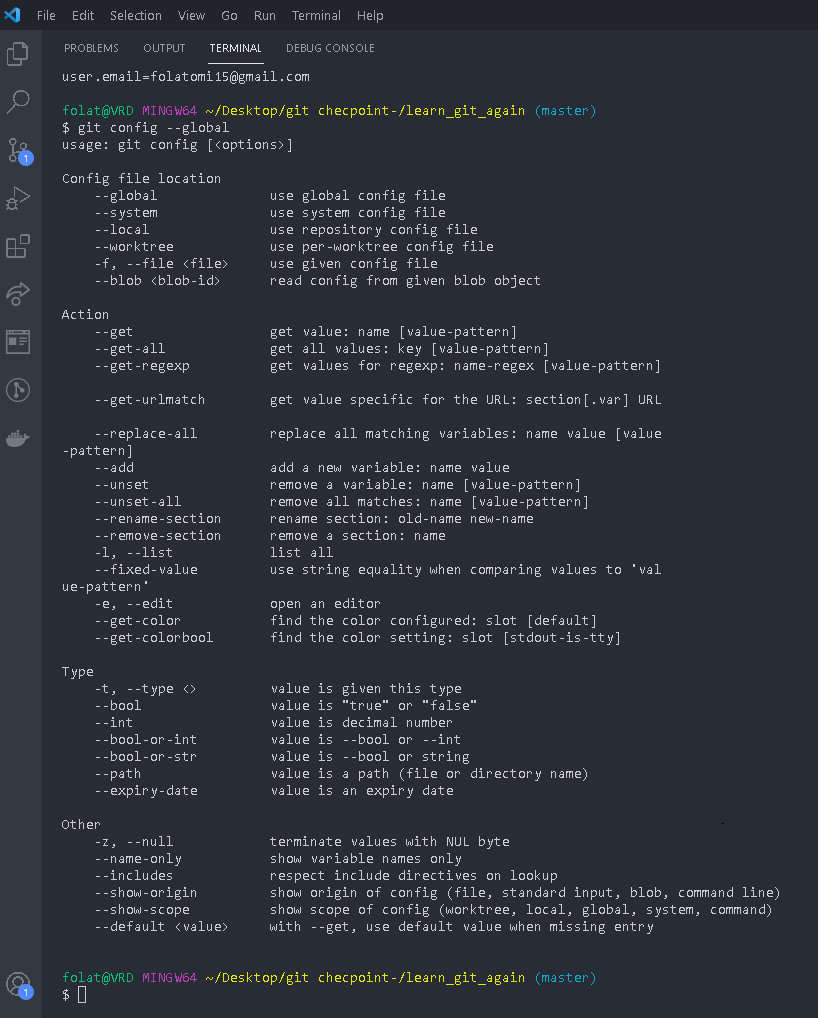 File Edit Selection View Go Run Terminal Help
PROBLEMS OUTPUT TERMINAL DEBUG CONSOLE
user.email=folatomi15@gmail.com
folat@VRD MINGW64 ~/Desktop/git checpoint-/learn_git_again (master)
$ git config --global
usage: git config [<options>]
Config file location
--global use global config file
--system use system config file
--local use repository config file
--worktree use per-worktree config file
-f, --file <file> use given config file
--blob <blob-id> read config from given blob object
Action
--get get value: name [value-pattern]
--get-all get all values: key [value-pattern]
--get-regexp get values for regexp: name-regex [value-pattern]
--get-urlmatch get value specific for the URL: section[.var] URL
--replace-all replace all matching variables: name value [value
-pattern]
--add add a new variable: name value
--unset remove a variable: name [value-pattern]
--unset-all remove all matches: name [value-pattern]
--rename-section rename section: old-name new-name
--remove-section remove a section: name
-l, --list list all
--fixed-value use string equality when comparing values to 'val
ue-pattern'
-e, --edit open an editor
--get-color find the color configured: slot [default]
--get-colorbool find the color setting: slot [stdout-is-tty]
Type
-t, --type <> value is given this type
--bool value is "true" or "false"
--int value is decimal number
--bool-or-int value is --bool or --int
--bool-or-str value is --bool or string
--path value is a path (file or directory name)
--expiry-date value is an expiry date
Other
-z, --null terminate values with NUL byte
--name-only show variable names only
--includes respect include directives on lookup
--show-origin show origin of config (file, standard input, blob, command line)
--show-scope show scope of config (worktree, local, global, system, command)
--default <value> with --get, use default value when missing entry
folat@VRD MINGW64 ~/Desktop/git checpoint-/learn_git_again (master)
$
1
1